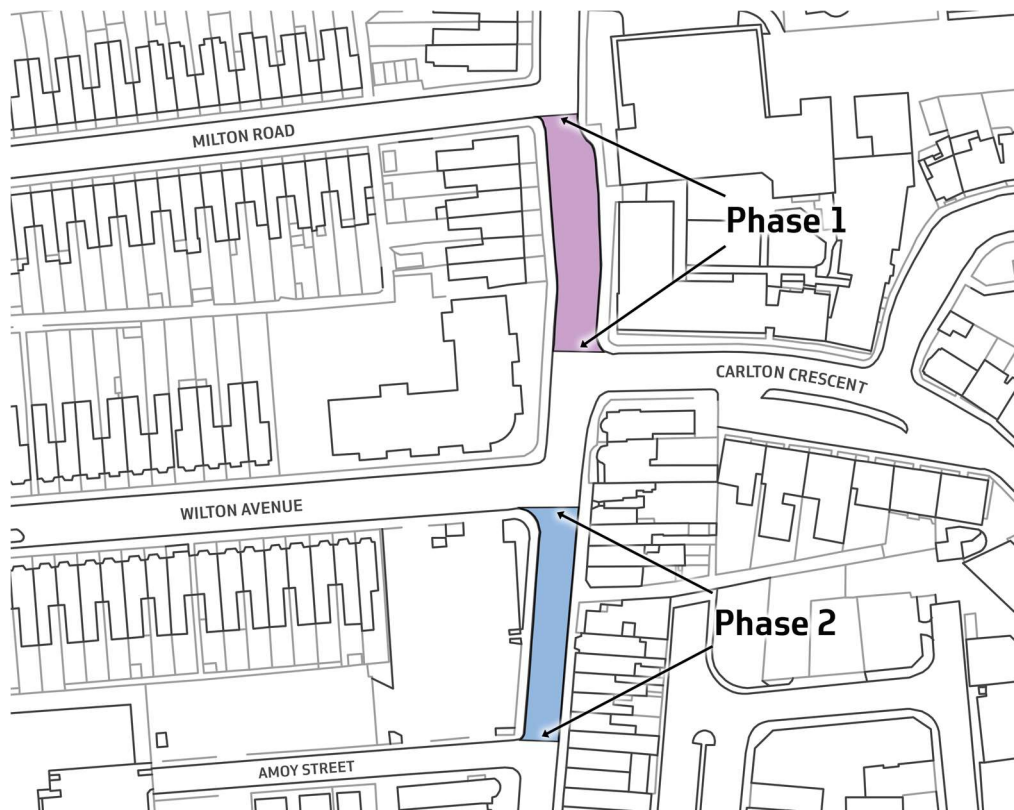 MILTON ROAD
Phase 1
CARLTON CRESCENT
WILTON AVENUE
Phase 2
AMOY STREET